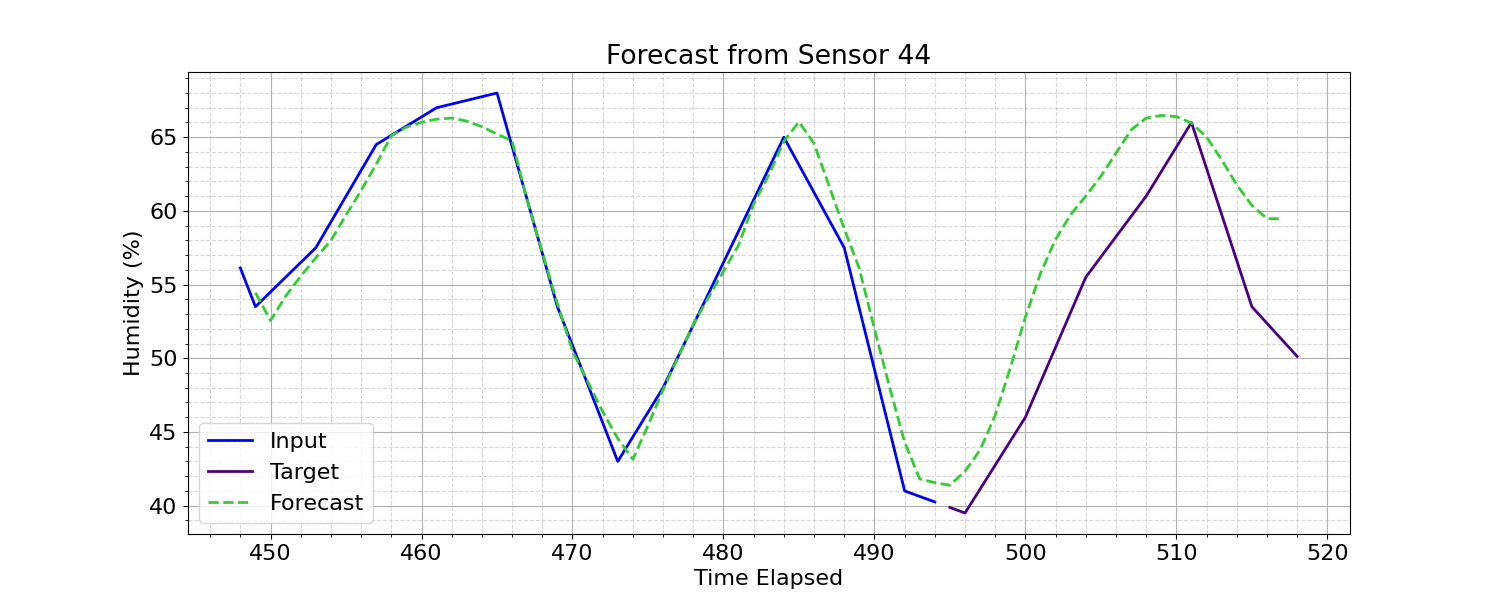 Forecast from Sensor 44
Humidity (%)
65
60
55
50
45
40
Input
Target
Forecast
450 460 470 480 490 500 510 520
Time Elapsed